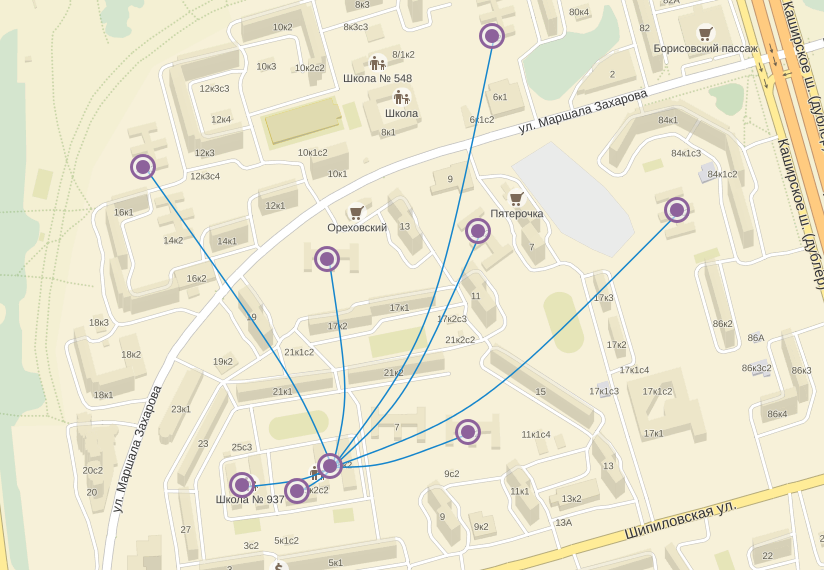 8к3
80к4
82А
10к2
8к3с3
82
Борисовский пассаж
Каширское ш. (дублёр)
10к3
10к2с2
8/1к2
Школа № 548
2
12к3с3
Школа
6к1
ул. Маршала Захарова
12к4
8к1
6к1с2
84к1
Каширское ш. (дублёр)
12к3
10к1с2
84к1с3
12к3с4
10к1
9
84к1с2
16к1
12к1
Пятерочка
Ореховский
13
14к2
14к1
7
16к2
11
17к3
17к1
18к3
19
17к2
17к2с3
86к2
18к2
21к1с2
21к2с2
17к2
86А
19к2
21к2
17к1с4
86к3с2
86к3
18к1
21к1
15
17к1с3
17к1с2
ул. Маршала Захарова
23к1
86к4
7
11к1с4
17к1
23
25с3
20с2
9с2
13
20
Школа № 937
к2с2
11к1
13к2
Шипиловская ул.
27
9
9к2
13А
3с2
5к1с2
22
5к1
3